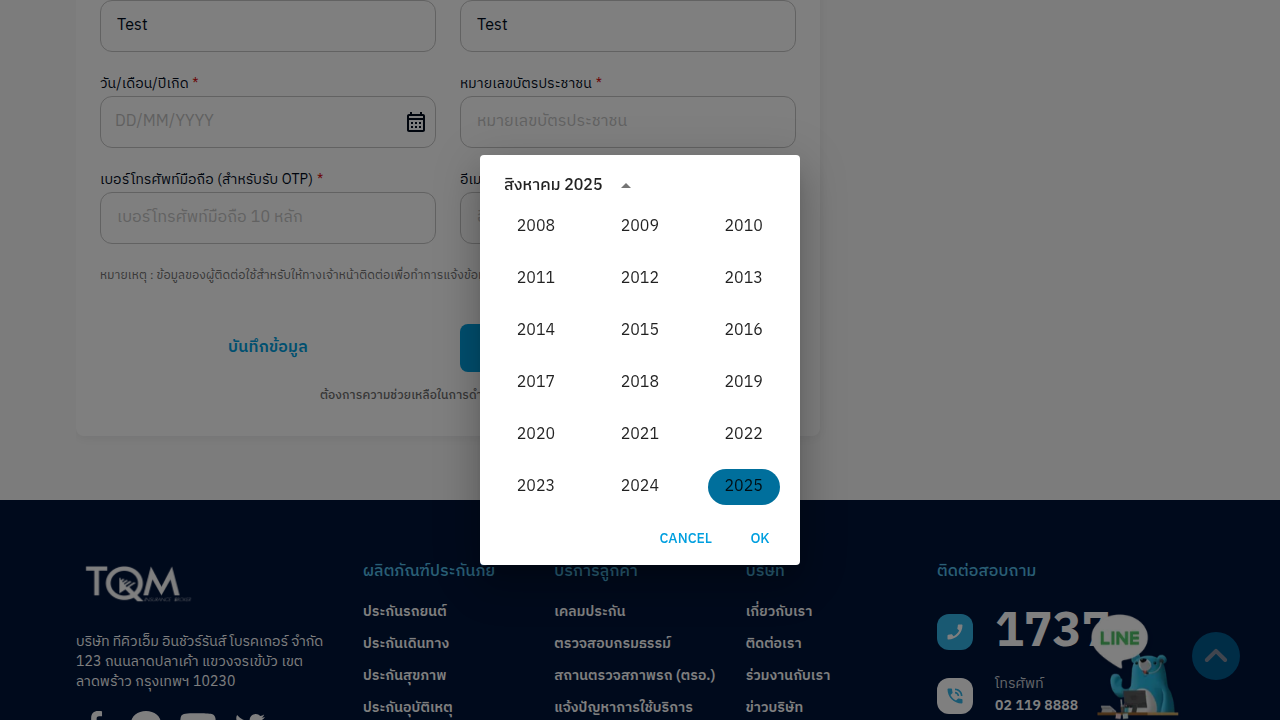 Test
Test
วัน/เดือน/ปีเกิด *
หมายเลขบัตรประชาชน *
DD/MM/YYYY
หมายเลขบัตรประชาชน
เบอร์โทรศัพท์มือถือ (สำหรับรับ OTP) *
เบอร์โทรศัพท์มือถือ 10 หลัก
หมายเหตุ : ข้อมูลของผู้ติดต่อใช้สำหรับให้ทางเจ้าหน้าติดต่อเพื่อทำการแจ้ง
บันทึกข้อมูล
ต้องการความช่วยเหลือในการ
สิงหาคม 2025
2008 2009 2010
2011 2012 2013
2014 2015 2016
2017 2018 2019
2020 2021 2022
2023 2024 2025
CANCEL OK
TQM
บริษัท ทีคิวเอ็ม อินชัวร์รันส์ โบรคเกอร์ จำกัด
123 ถนนลาดปลาเค้า แขวงจรเข้บัว เขต
ลาดพร้าว กรุงเทพฯ 10230
ผลิตภัณฑ์ประกันภัย
ประกันรถยนต์
ประกันเดินทาง
ประกันสุขภาพ
ประกันอุบัติเหตุ
บริการลูกค้า
เคลมประกัน
ตรวจสอบกรมธรรม์
สถานตรวจสภาพรถ (ตรอ.)
แจ้งปัญหาการใช้บริการ
บริษัท
เกี่ยวกับเรา
ติดต่อเรา
ร่วมงานกับเรา
ข่าวบริษัท
ติดต่อสอบถาม
1737
โทรศัพท์
02 119 8888
LINE